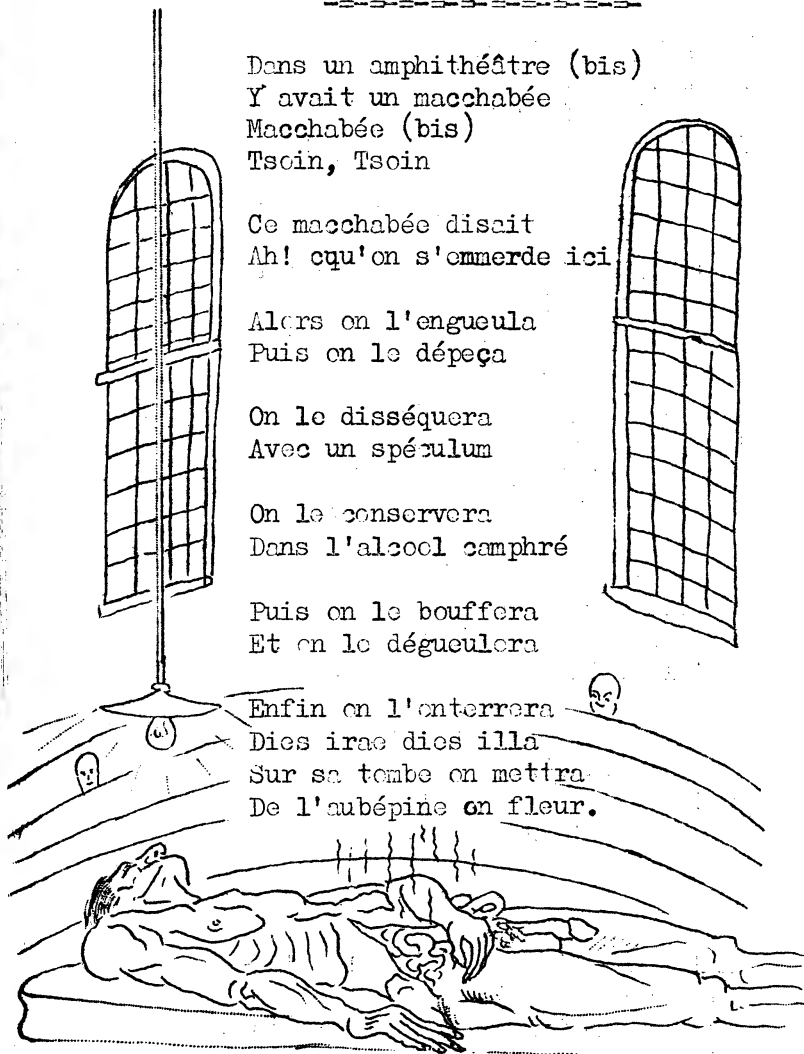 Dans un amphithéâtre (bis)
Y avait un macchabée
Macchabée (bis)
Tsoin, Tsoin

Ce macchabée disait
Ah! cqu'on s'emmerde ici

Alors on l'engueula
Puis on le dépeça

On le disséquera
Avec un spéculum

On le conservera
Dans l'alcool camphré

Puis on le bouffera
Et on le dégueulera

Enfin on l'enterrera
Dies irae dies illa
Sur sa tombe on mettra
De l'aubépine en fleur.